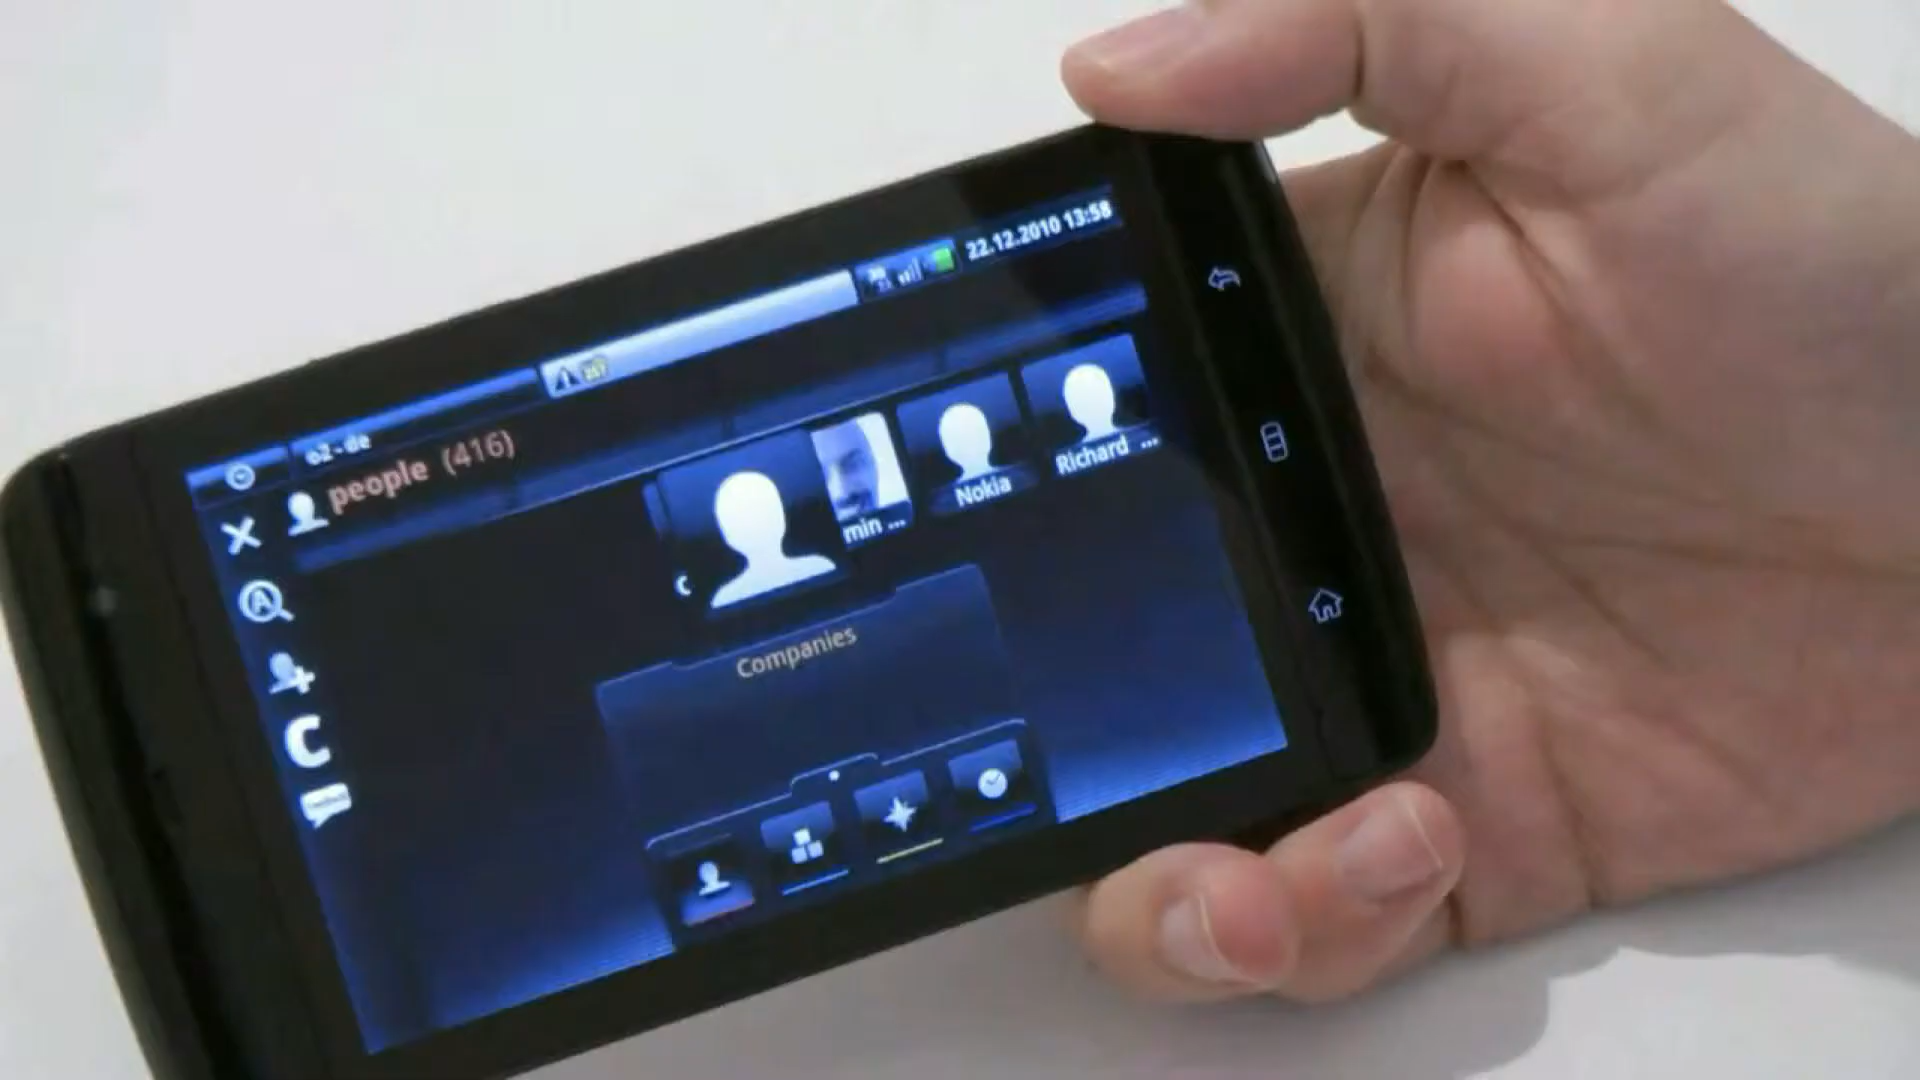 22.12.2010 13:58
o2 - de
people (416)
min ...
Nokia
Richard ...
Companies
C